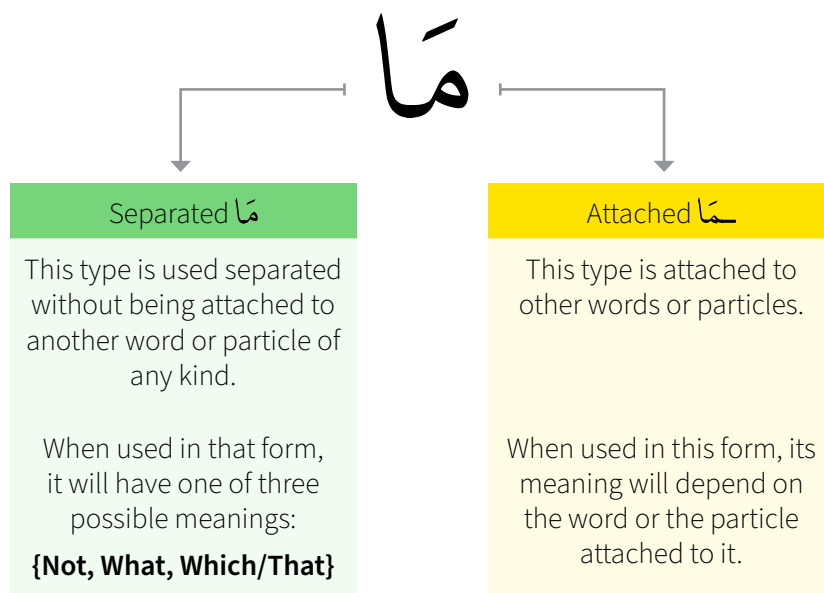 مَا
Separated مَا
This type is used separated
without being attached to
another word or particle of
any kind.
When used in that form,
it will have one of three
possible meanings:
{Not, What, Which/That}
Attached ـمَا
This type is attached to
other words or particles.
When used in this form, its
meaning will depend on
the word or the particle
attached to it.